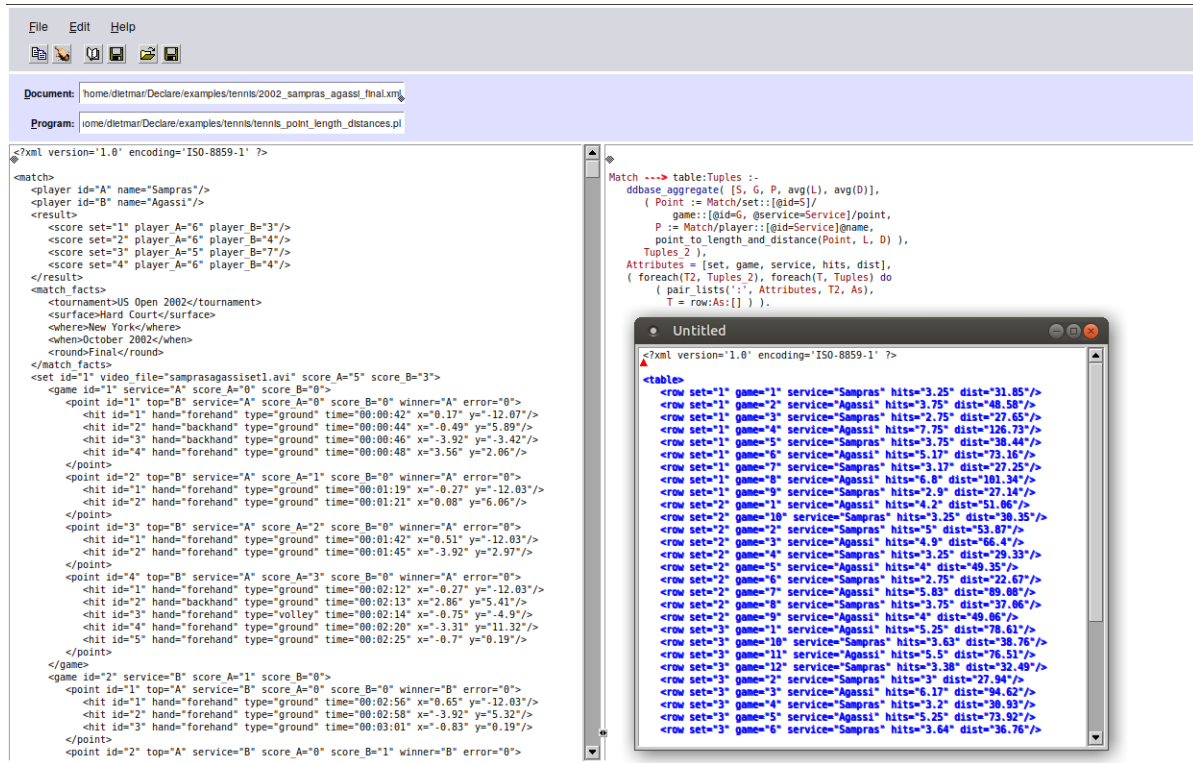 File Edit Help
Document: 'home/dietmar/Declare/examples/tennis/2002_sampras_agassi_final.xml
Program: ıome/dietmar/Declare/examples/tennis/tennis_point_length_distances.pl
<?xml version='1.0' encoding='ISO-8859-1' ?>
<match>
<player id="A" name="Sampras"/>
<player id="B" name="Agassi"/>
<result>
<score set="1" player_A="6" player_B="3"/>
<score set="2" player_A="6" player_B="4"/>
<score set="3" player_A="5" player_B="7"/>
<score set="4" player_A="6" player_B="4"/>
</result>
<match_facts>
<tournament>US Open 2002</tournament>
<surface>Hard Court</surface>
<where>New York</where>
<when>October 2002</when>
<round>Final</round>
</match_facts>
<set id="1" video_file="samprasagassiset1.avi" score_A="5" score_B="3">
<game id="1" service="A" score_A="0" score_B="0">
<point id="1" top="B" service="A" score_A="0" score_B="0" winner="A" error="0">
<hit id="1" hand="forehand" type="ground" time="00:00:42" x="0.17" y="-12.07"/>
<hit id="2" hand="backhand" type="ground" time="00:00:44" x="-0.49" y="5.89"/>
<hit id="3" hand="backhand" type="ground" time="00:00:46" x="-3.92" y="-3.42"/>
<hit id="4" hand="forehand" type="ground" time="00:00:48" x="3.56" y="2.06"/>
</point>
<point id="2" top="B" service="A" score_A="1" score_B="0" winner="A" error="0">
<hit id="1" hand="forehand" type="ground" time="00:01:19" x="-0.27" y="-12.03"/>
<hit id="2" hand="forehand" type="ground" time="00:01:21" x="0.08" y="6.06"/>
</point>
<point id="3" top="B" service="A" score_A="2" score_B="0" winner="A" error="0">
<hit id="1" hand="forehand" type="ground" time="00:01:42" x="0.51" y="-12.03"/>
<hit id="2" hand="forehand" type="ground" time="00:01:45" x="-3.92" y="2.97"/>
</point>
<point id="4" top="B" service="A" score_A="3" score_B="0" winner="A" error="0">
<hit id="1" hand="forehand" type="ground" time="00:02:12" x="-0.27" y="-12.03"/>
<hit id="2" hand="backhand" type="ground" time="00:02:13" x="2.86" y="5.41"/>
<hit id="3" hand="forehand" type="volley" time="00:02:14" x="-0.75" y="-4.9"/>
<hit id="4" hand="forehand" type="ground" time="00:02:20" x="-3.31" y="11.32"/>
<hit id="5" hand="forehand" type="ground" time="00:02:25" x="-0.7" y="0.19"/>
</point>
</game>
<game id="2" service="B" score_A="1" score_B="0">
<point id="1" top="A" service="B" score_A="0" score_B="0" winner="B" error="0">
<hit id="1" hand="forehand" type="ground" time="00:02:56" x="0.65" y="-12.03"/>
<hit id="2" hand="forehand" type="ground" time="00:02:58" x="-3.92" y="5.32"/>
<hit id="3" hand="forehand" type="ground" time="00:03:01" x="-0.83" y="0.19"/>
</point>
<point id="2" top="A" service="B" score_A="0" score_B="1" winner="B" error="0">
Match ---> table:Tuples :-
ddbase_aggregate( [S, G, P, avg(L), avg(D)],
( Point := Match/set::[@id=S]/
game::[@id=G, @service=Service]/point,
P := Match/player::[@id=Service]@name,
point_to_length_and_distance(Point, L, D) ),
Tuples_2 ),
Attributes = [set, game, service, hits, dist],
( foreach(T2, Tuples_2), foreach(T, Tuples) do
( pair_lists(':', Attributes, T2, As),
T = row:As:[] ) ).
Untitled
<?xml version='1.0' encoding='ISO-8859-1' ?>
<table>
<row set="1" game="1" service="Sampras" hits="3.25" dist="31.85"/>
<row set="1" game="2" service="Agassi" hits="3.75" dist="48.58"/>
<row set="1" game="3" service="Sampras" hits="2.75" dist="27.65"/>
<row set="1" game="4" service="Agassi" hits="7.75" dist="126.73"/>
<row set="1" game="5" service="Sampras" hits="3.75" dist="38.44"/>
<row set="1" game="6" service="Agassi" hits="5.17" dist="73.16"/>
<row set="1" game="7" service="Sampras" hits="3.17" dist="27.25"/>
<row set="1" game="8" service="Agassi" hits="6.8" dist="101.34"/>
<row set="1" game="9" service="Sampras" hits="2.9" dist="27.14"/>
<row set="2" game="1" service="Agassi" hits="4.2" dist="51.06"/>
<row set="2" game="10" service="Sampras" hits="3.25" dist="30.35"/>
<row set="2" game="2" service="Sampras" hits="5" dist="53.87"/>
<row set="2" game="3" service="Agassi" hits="4.9" dist="66.4"/>
<row set="2" game="4" service="Sampras" hits="3.25" dist="29.33"/>
<row set="2" game="5" service="Agassi" hits="4" dist="49.35"/>
<row set="2" game="6" service="Sampras" hits="2.75" dist="22.67"/>
<row set="2" game="7" service="Agassi" hits="5.83" dist="89.08"/>
<row set="2" game="8" service="Sampras" hits="3.75" dist="37.06"/>
<row set="2" game="9" service="Agassi" hits="4" dist="49.06"/>
<row set="3" game="1" service="Agassi" hits="5.25" dist="78.61"/>
<row set="3" game="10" service="Sampras" hits="3.63" dist="38.76"/>
<row set="3" game="11" service="Agassi" hits="5.5" dist="76.51"/>
<row set="3" game="12" service="Sampras" hits="3.38" dist="32.49"/>
<row set="3" game="2" service="Sampras" hits="3" dist="27.94"/>
<row set="3" game="3" service="Agassi" hits="6.17" dist="94.62"/>
<row set="3" game="4" service="Sampras" hits="3.2" dist="30.93"/>
<row set="3" game="5" service="Agassi" hits="5.25" dist="73.92"/>
<row set="3" game="6" service="Sampras" hits="3.64" dist="36.76"/>